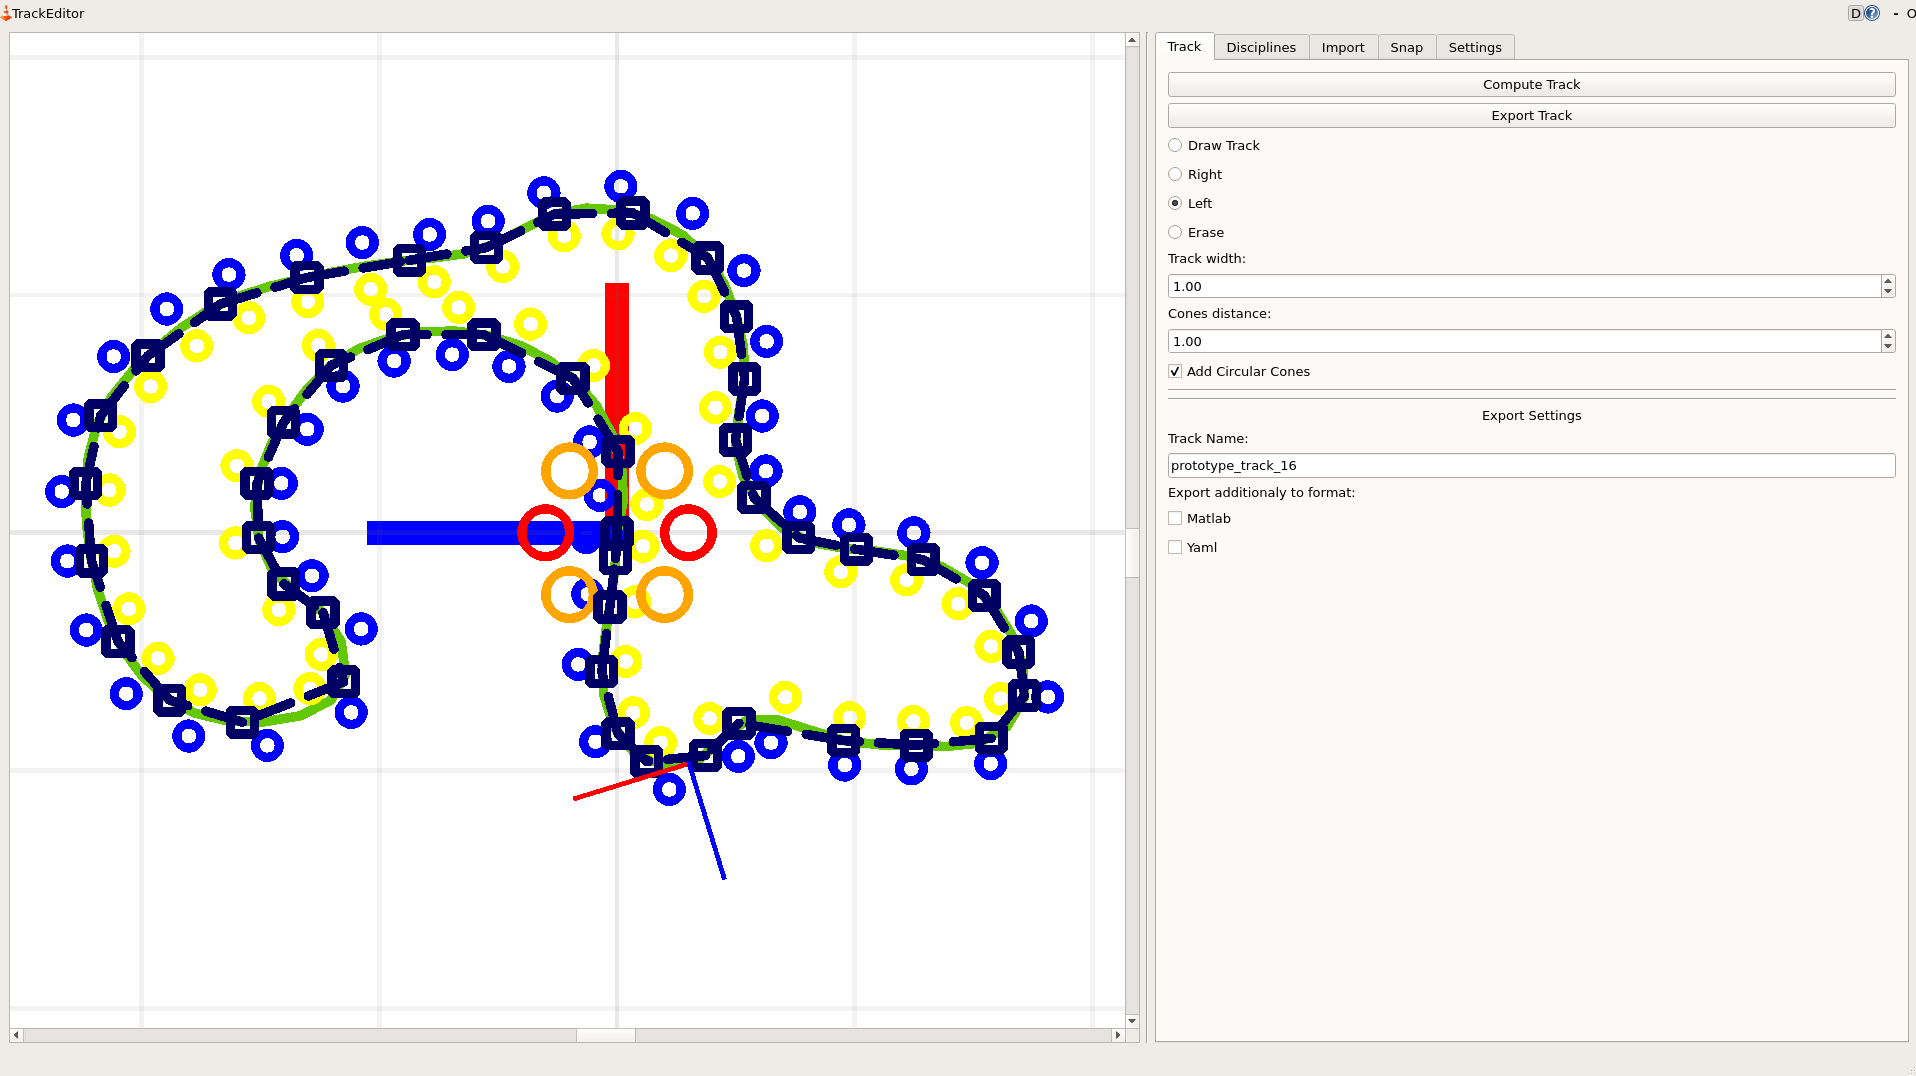 TrackEditor
D
Track Disciplines Import Snap Settings
Compute Track
Export Track
Draw Track
Right
Left
Erase
Track width:
1.00
Cones distance:
1.00
Add Circular Cones
Export Settings
Track Name:
prototype_track_16
Export additionaly to format:
Matlab
Yaml